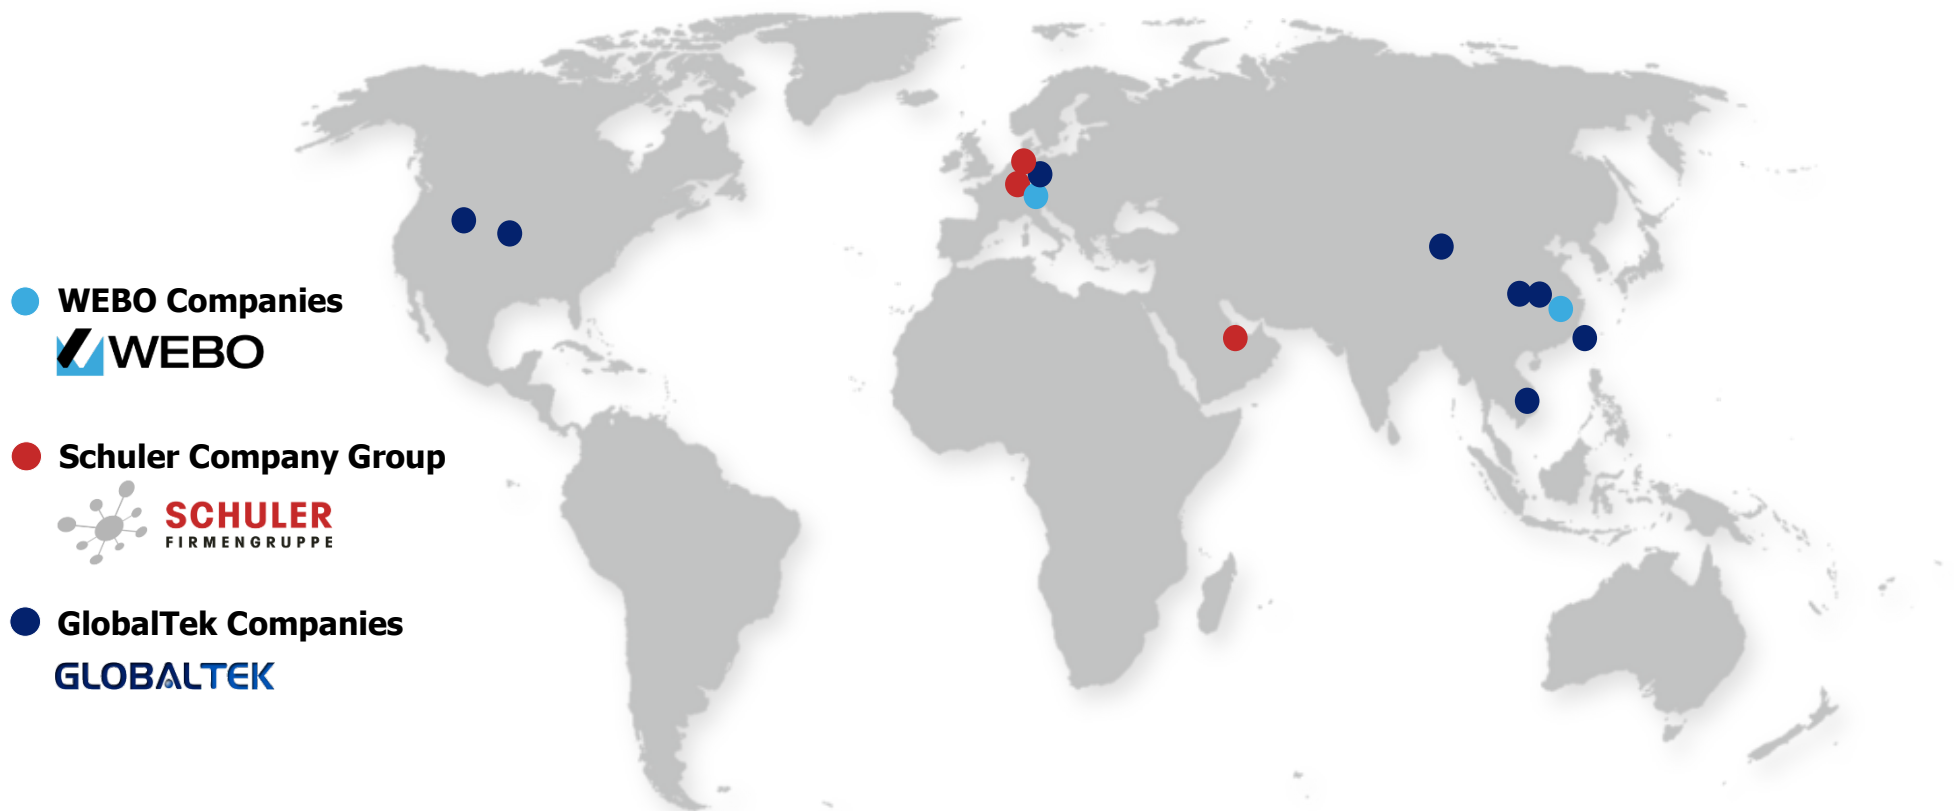 WEBO Companies
WEBO
Schuler Company Group
SCHULER
FIRMENGRUPPE
GlobalTek Companies
GLOBALTEK